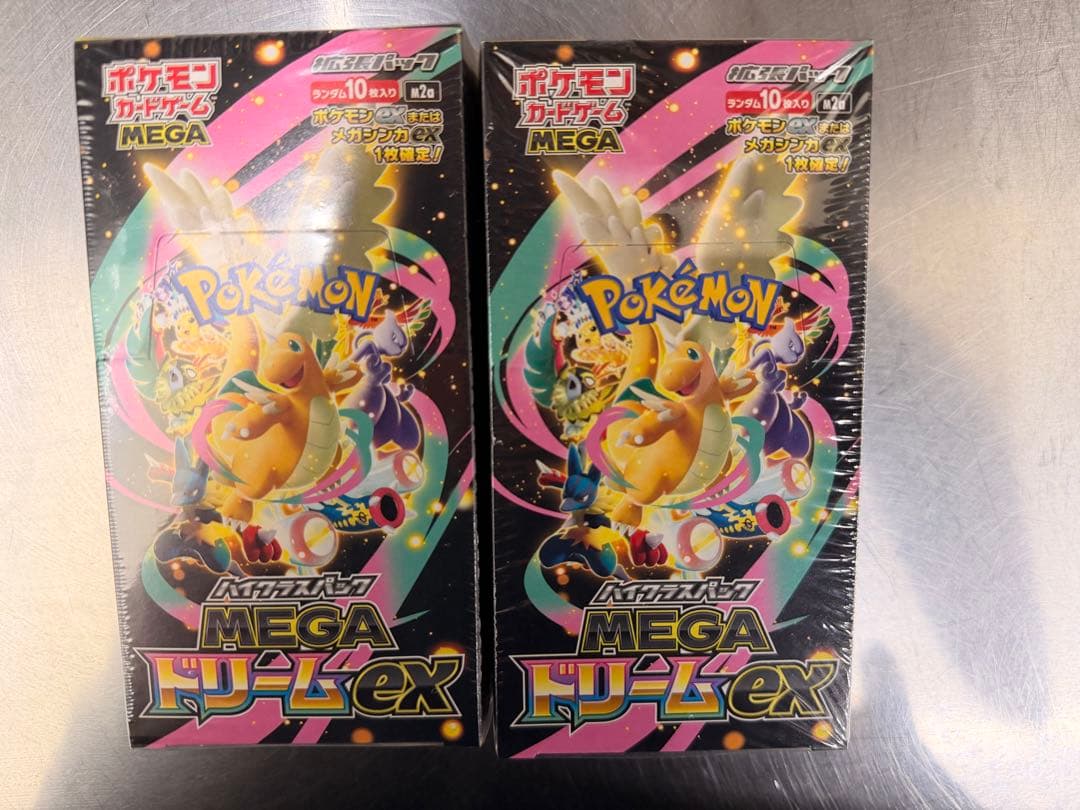 ポケモン
カードゲーム
MEGA
拡張パック
ランダム10枚入り M2a
ポケモンexまたは
メガシンカex
1枚確定!
POKéMON
ハイクラスパック
MEGA
ドリームex
ポケモン
カードゲーム
MEGA
拡張パック
ランダム10枚入り M2a
ポケモンexまたは
メガシンカex
1枚確定!
POKéMON
TM
ハイクラスパック
MEGA
ドリームex